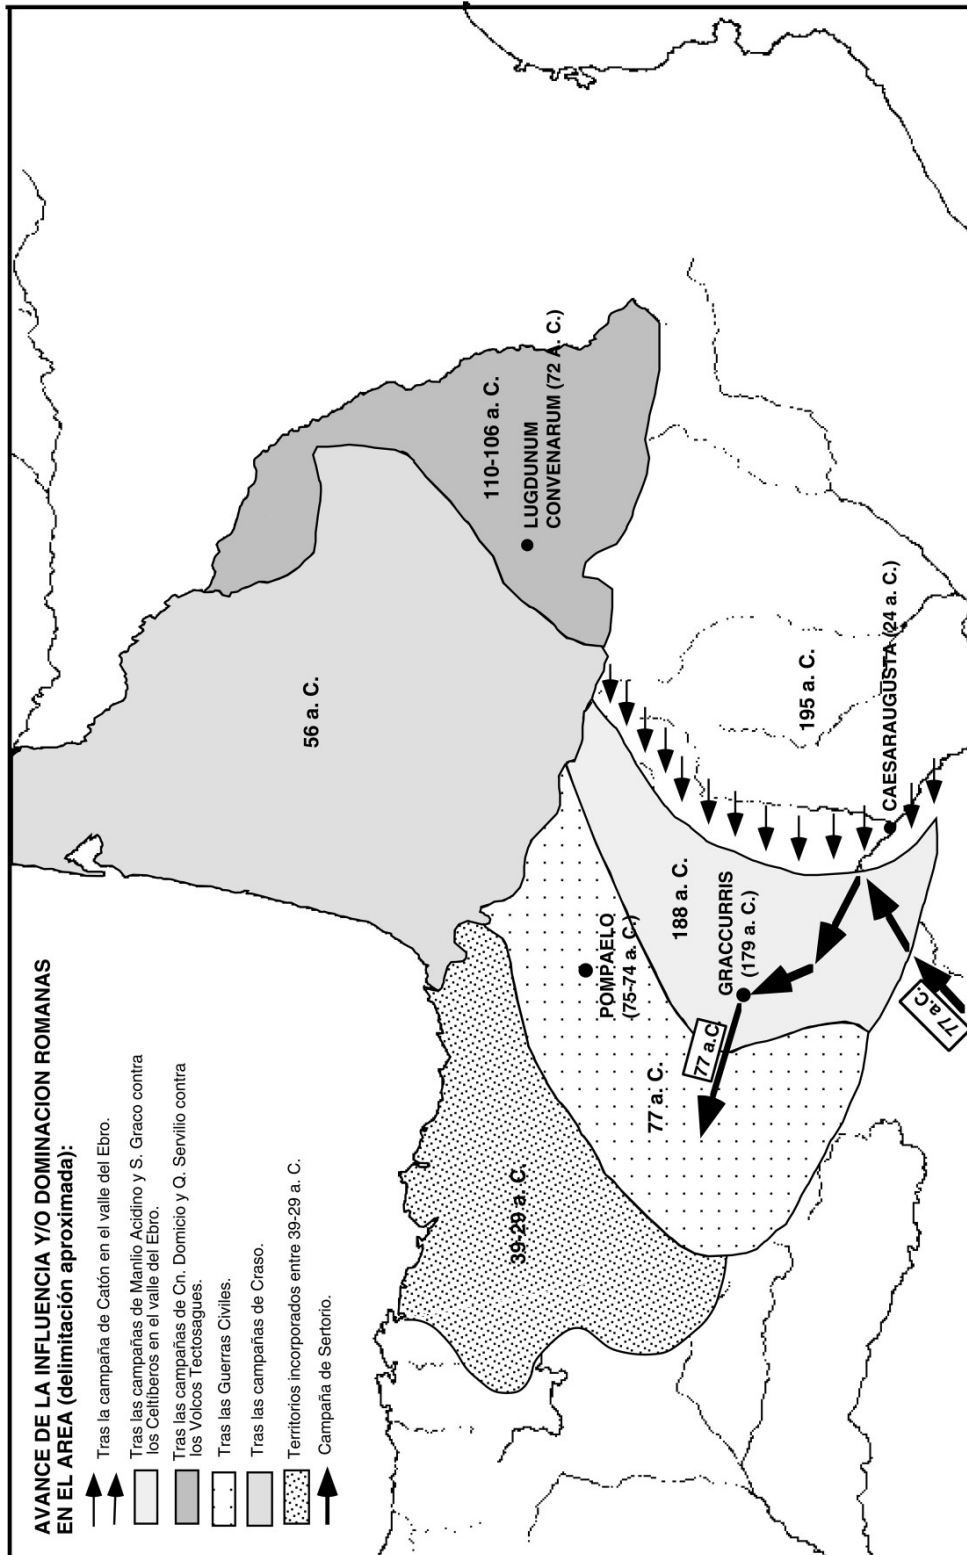 AVANCE DE LA INFLUENCIA Y/O DOMINACION ROMANAS
EN EL AREA (delimitación aproximada):
Tras la campaña de Catón en el valle del Ebro.
Tras las campañas de Manlio Acidino y S. Graco contra
los Celtíberos en el valle del Ebro.
Tras las campañas de Cn. Domicio y Q. Servilio contra
los Volcos Tectosagues.
Tras las Guerras Civiles.
Tras las campañas de Craso.
Territorios incorporados entre 39-29 a. C.
Campaña de Sertorio.
56 a. C.
110-106 a. C.
LUGDUNUM
CONVENARUM (72 A. C.)
39-29 a. C.
POMPAELO
(75-74 a. C.)
77 a. C.
77 a.C.
188 a. C.
GRACCURRIS
(179 a. C.)
195 a. C.
CAESARAUGUSTA (24 a. C.)
77 a.C.